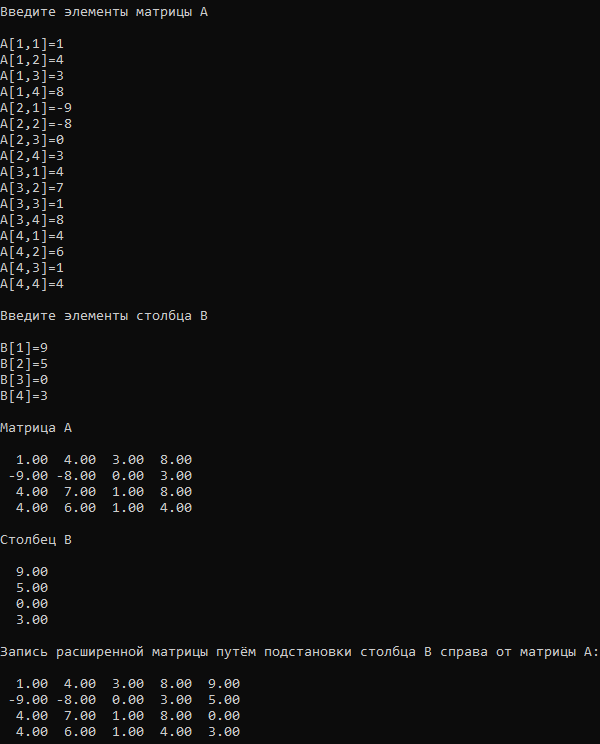 Введите элементы матрицы A
A[1,1]=1
A[1,2]=4
A[1,3]=3
A[1,4]=8
A[2,1]=-9
A[2,2]=-8
A[2,3]=0
A[2,4]=3
A[3,1]=4
A[3,2]=7
A[3,3]=1
A[3,4]=8
A[4,1]=4
A[4,2]=6
A[4,3]=1
A[4,4]=4
Введите элементы столбца B
B[1]=9
B[2]=5
B[3]=0
B[4]=3
Матрица A
1.00 4.00 3.00 8.00
-9.00 -8.00 0.00 3.00
4.00 7.00 1.00 8.00
4.00 6.00 1.00 4.00
Столбец B
9.00
5.00
0.00
3.00
Запись расширенной матрицы путём подстановки столбца B справа от матрицы A:
1.00 4.00 3.00 8.00 9.00
-9.00 -8.00 0.00 3.00 5.00
4.00 7.00 1.00 8.00 0.00
4.00 6.00 1.00 4.00 3.00